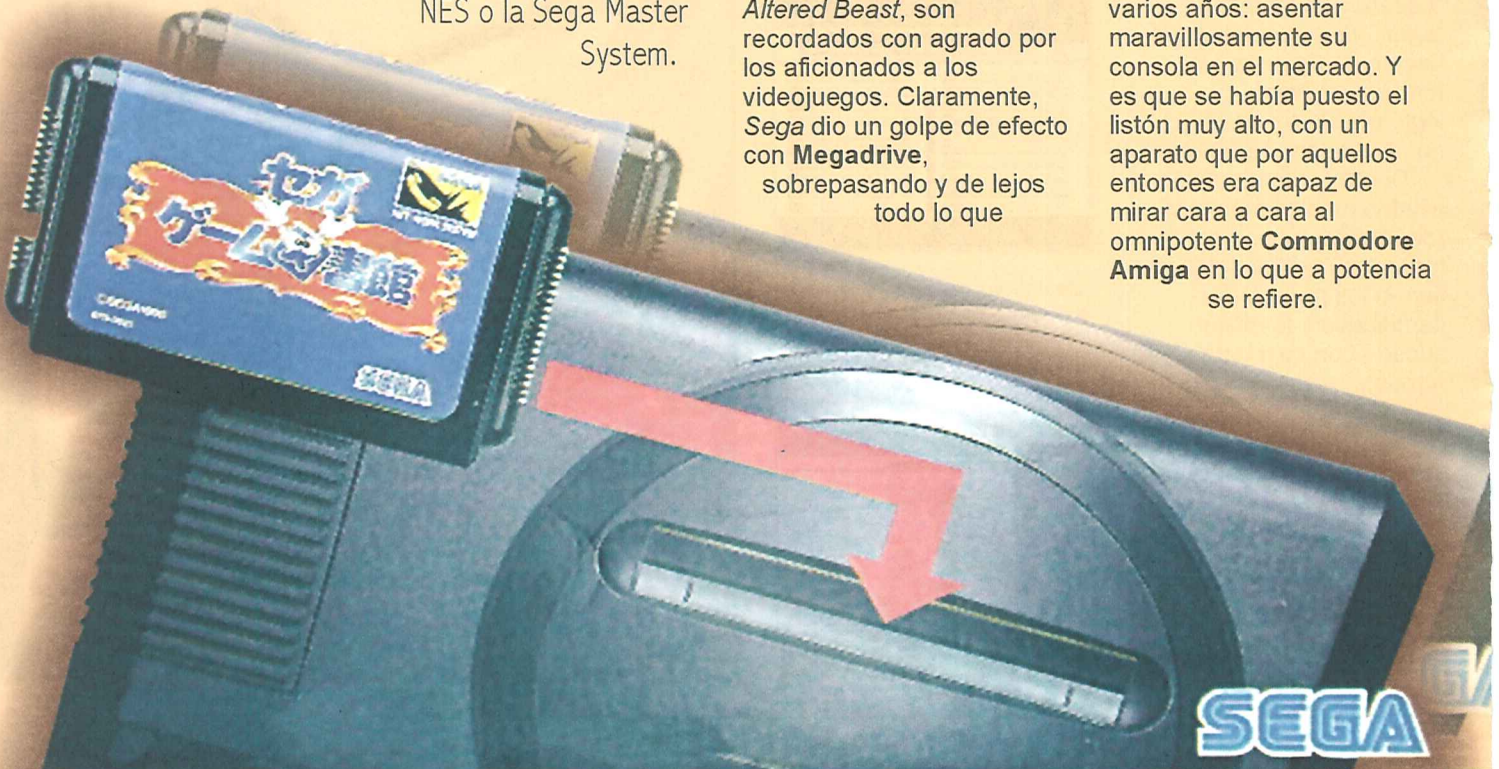 NES o la Sega Master
System.
Altered Beast, son
recordados con agrado por
los aficionados a los
videojuegos. Claramente,
Sega dio un golpe de efecto
con Megadrive,
sobrepasando y de lejos
todo lo que
varios años: asentar
maravillosamente su
consola en el mercado. Y
es que se había puesto el
listón muy alto, con un
aparato que por aquellos
entonces era capaz de
mirar cara a cara al
omnipotente Commodore
Amiga en lo que a potencia
se refiere.
セガ
ゲーム図書館
SEGA
SEGA